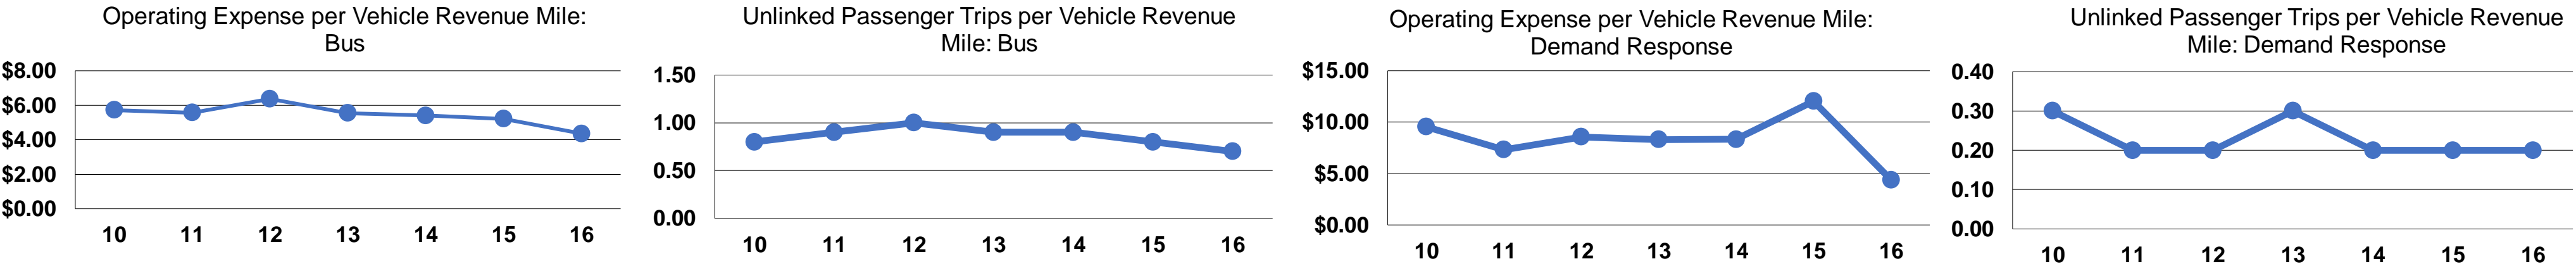 Operating Expense per Vehicle Revenue Mile:
Bus
$8.00
$6.00
$4.00
$2.00
$0.00
10 11 12 13 14 15 16
Unlinked Passenger Trips per Vehicle Revenue
Mile: Bus
1.50
1.00
0.50
0.00
10 11 12 13 14 15 16
Operating Expense per Vehicle Revenue Mile:
Demand Response
$15.00
$10.00
$5.00
$0.00
10 11 12 13 14 15 16
Unlinked Passenger Trips per Vehicle Revenue
Mile: Demand Response
0.40
0.30
0.20
0.10
0.00
10 11 12 13 14 15 16